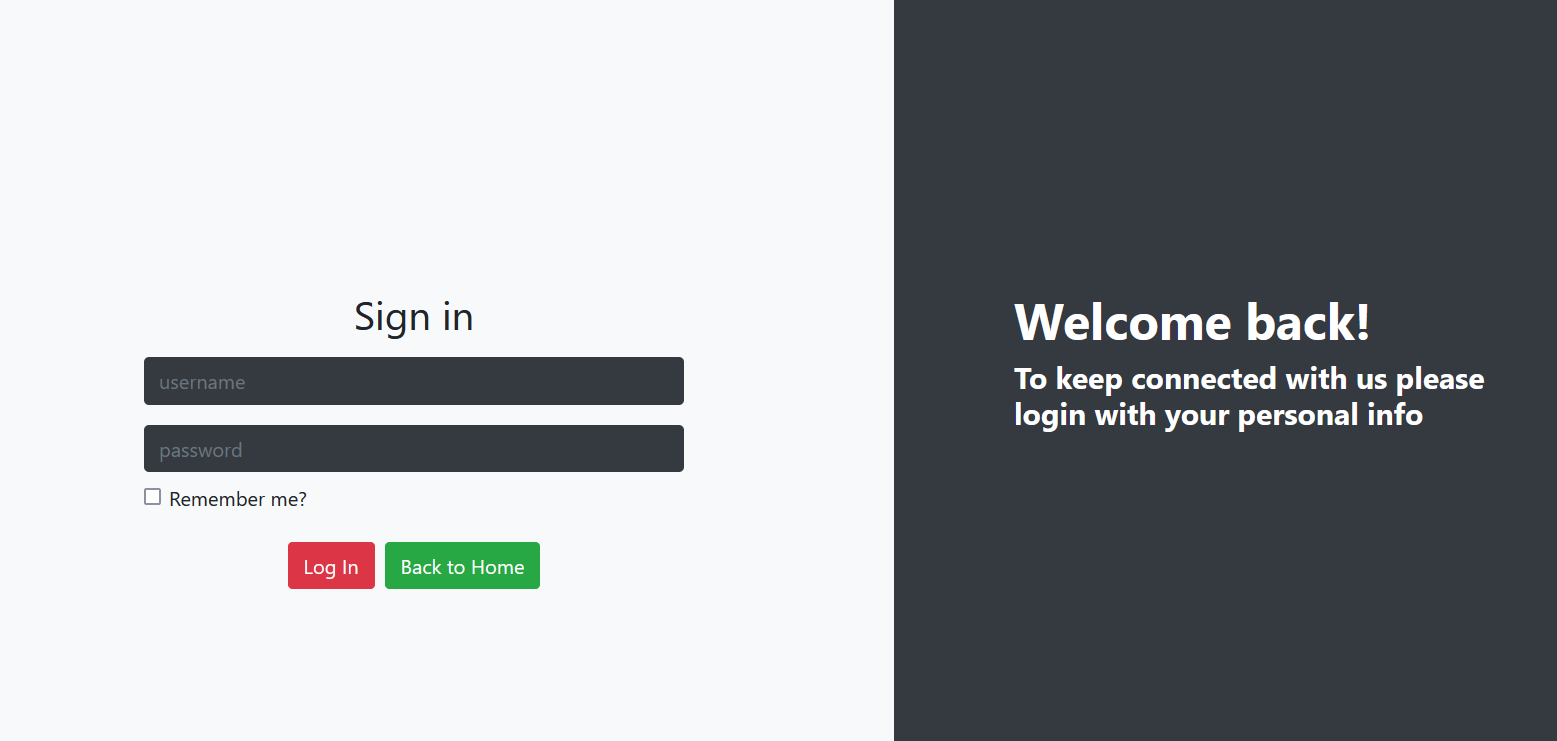 Sign in
username
password
Remember me?
Log In
Back to Home
Welcome back!
To keep connected with us please
login with your personal info